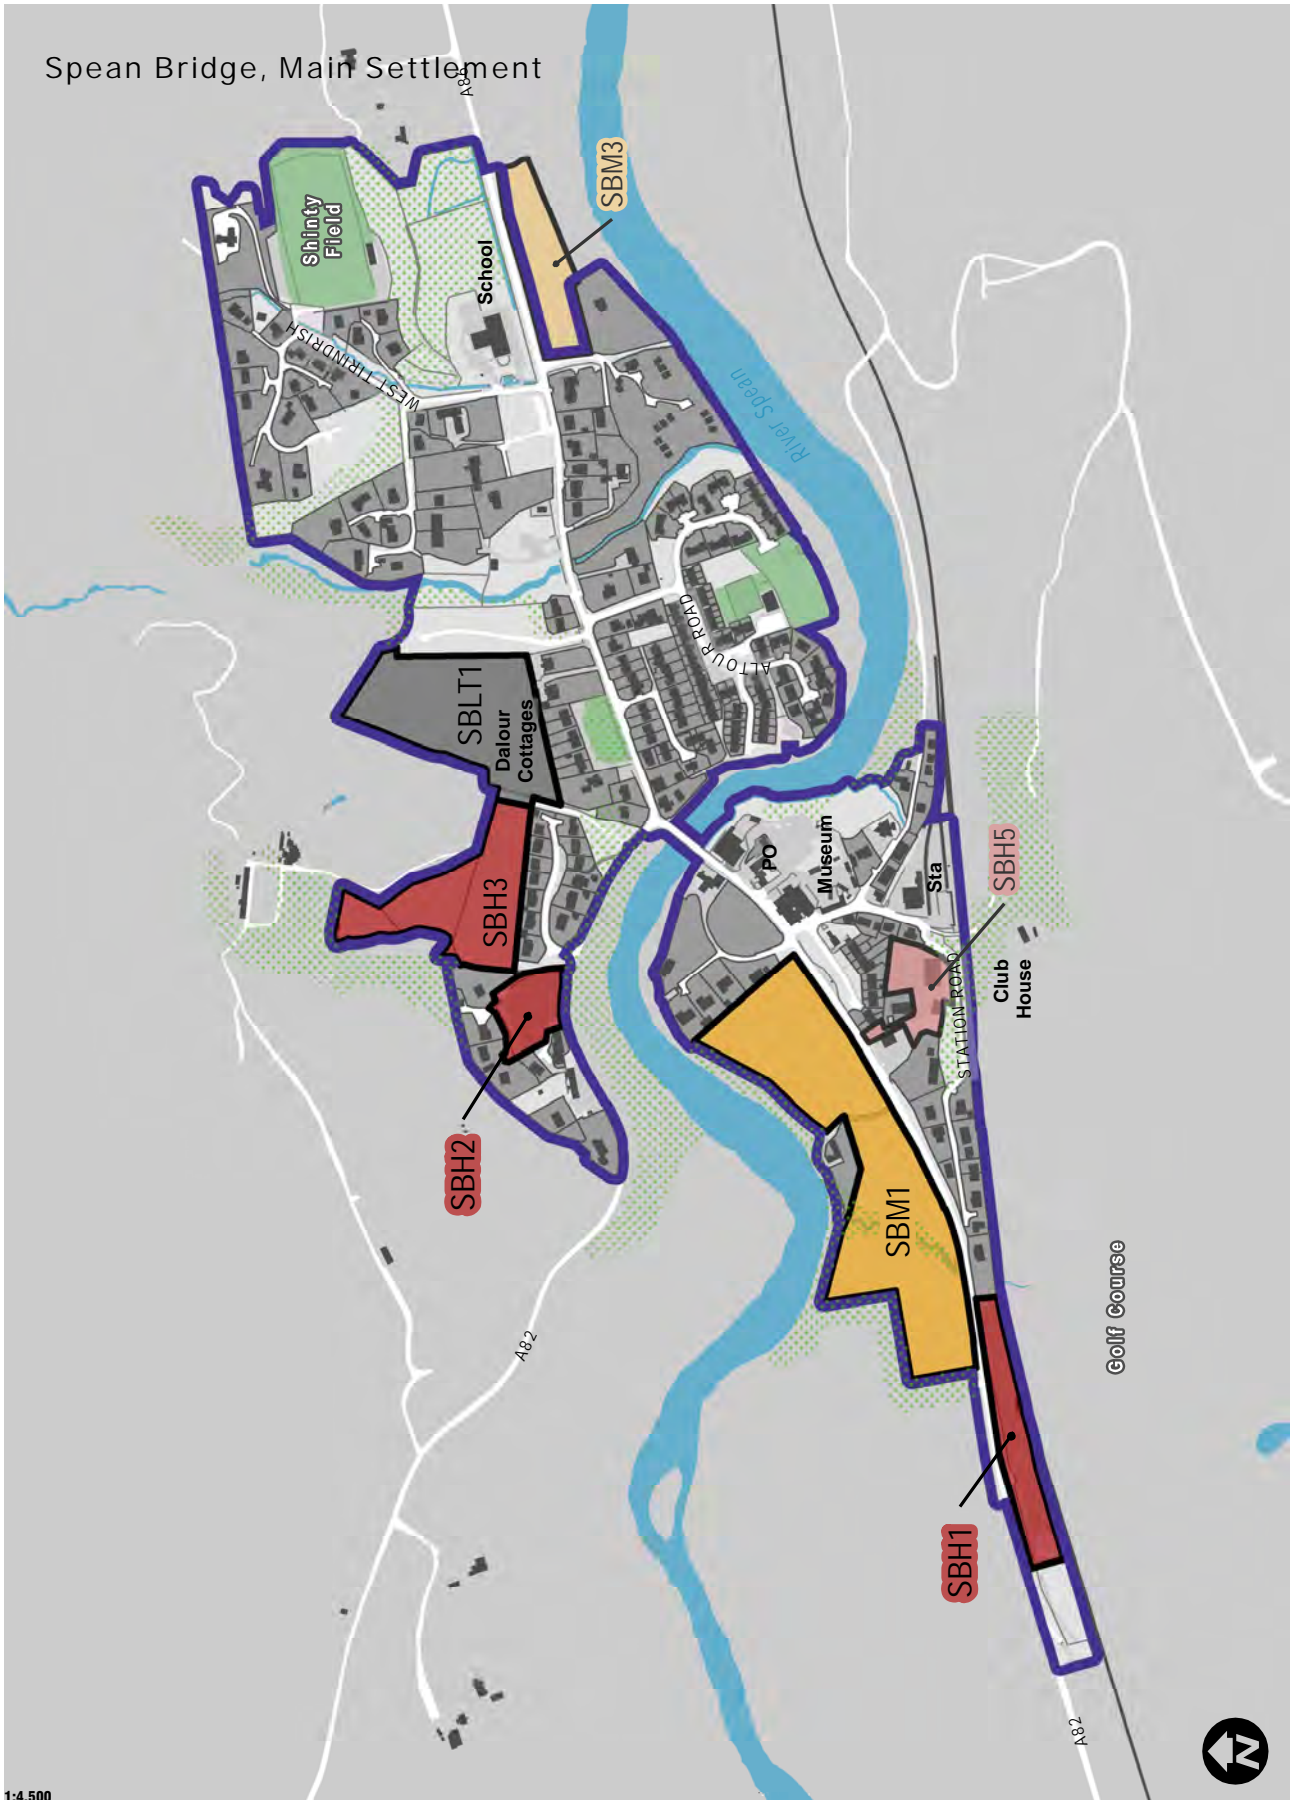 Spean Bridge, Main Settlement
A86
SBM3
Shinty
Field
School
WEST TIRINDRISH
River Spean
ALTOUR ROAD
SBLT1
Dalour
Cottages
SBH3
PO
Museum
Sta
SBH5
STATION ROAD
Club
House
SBH2
SBM1
A82
Golf Course
SBH1
A82
N
1:4,500